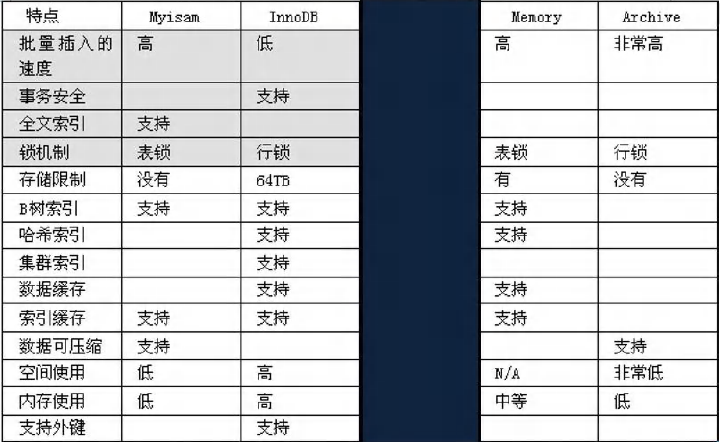 特点 Myisam InnoDB Memory Archive
批量插入的 高 低 高 非常高
速度
事务安全 支持
全文索引 支持
锁机制 表锁 行锁 表锁 行锁
存储限制 没有 64TB 有 没有
B树索引 支持 支持 支持
哈希索引 支持 支持
集群索引 支持
数据缓存 支持 支持
索引缓存 支持 支持 支持
数据可压缩 支持 支持
空间使用 低 高 N/A 非常低
内存使用 低 高 中等 低
支持外键 支持